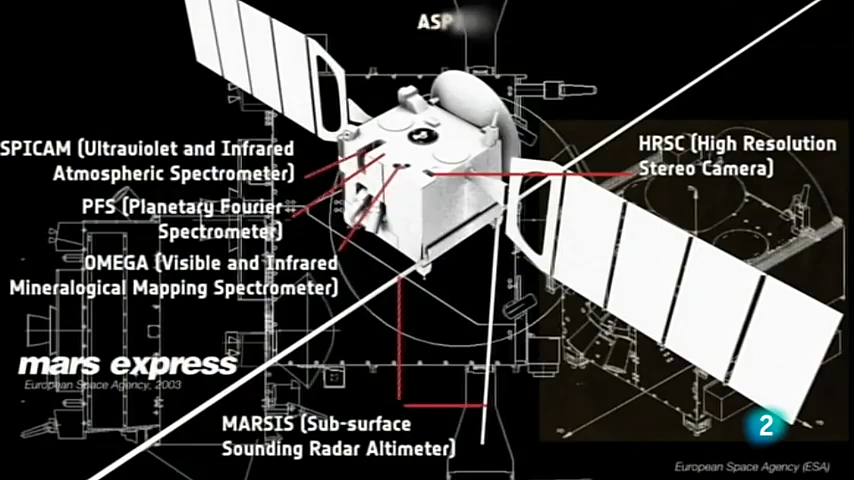 ASP
SPICAM (Ultraviolet and Infrared
Atmospheric Spectrometer)
HRSC (High Resolution
Stereo Camera)
PFS (Planetary Fourier
Spectrometer)
OMEGA (Visible and Infrared
Mineralogical Mapping Spectrometer)
mars express
European Space Agency, 2003
MARSIS (Sub-surface
Sounding Radar Altimeter)
2
European Space Agency (ESA)